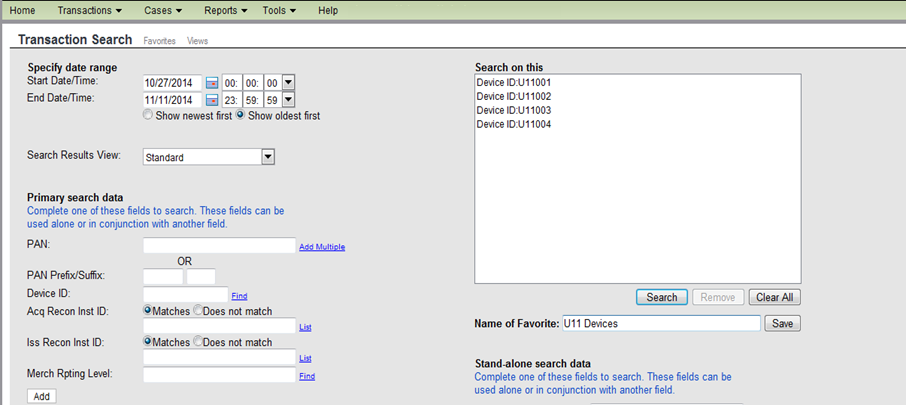 Home Transactions Cases Reports Tools Help
Transaction Search Favorites Views
Specify date range
Start Date/Time: 10/27/2014 00: 00: 00
End Date/Time: 11/11/2014 23: 59: 59
Show newest first Show oldest first
Search Results View: Standard
Primary search data
Complete one of these fields to search. These fields can be
used alone or in conjunction with another field.
PAN: Add Multiple
OR
PAN Prefix/Suffix:
Device ID: Find
Acq Recon Inst ID: Matches Does not match
List
Iss Recon Inst ID: Matches Does not match
List
Merch Rpting Level: Find
Add
Search on this
Device ID:U11001
Device ID:U11002
Device ID:U11003
Device ID:U11004
Search Remove Clear All
Name of Favorite: U11 Devices Save
Stand-alone search data
Complete one of these fields to search. These fields can be
used alone or in conjunction with another field.